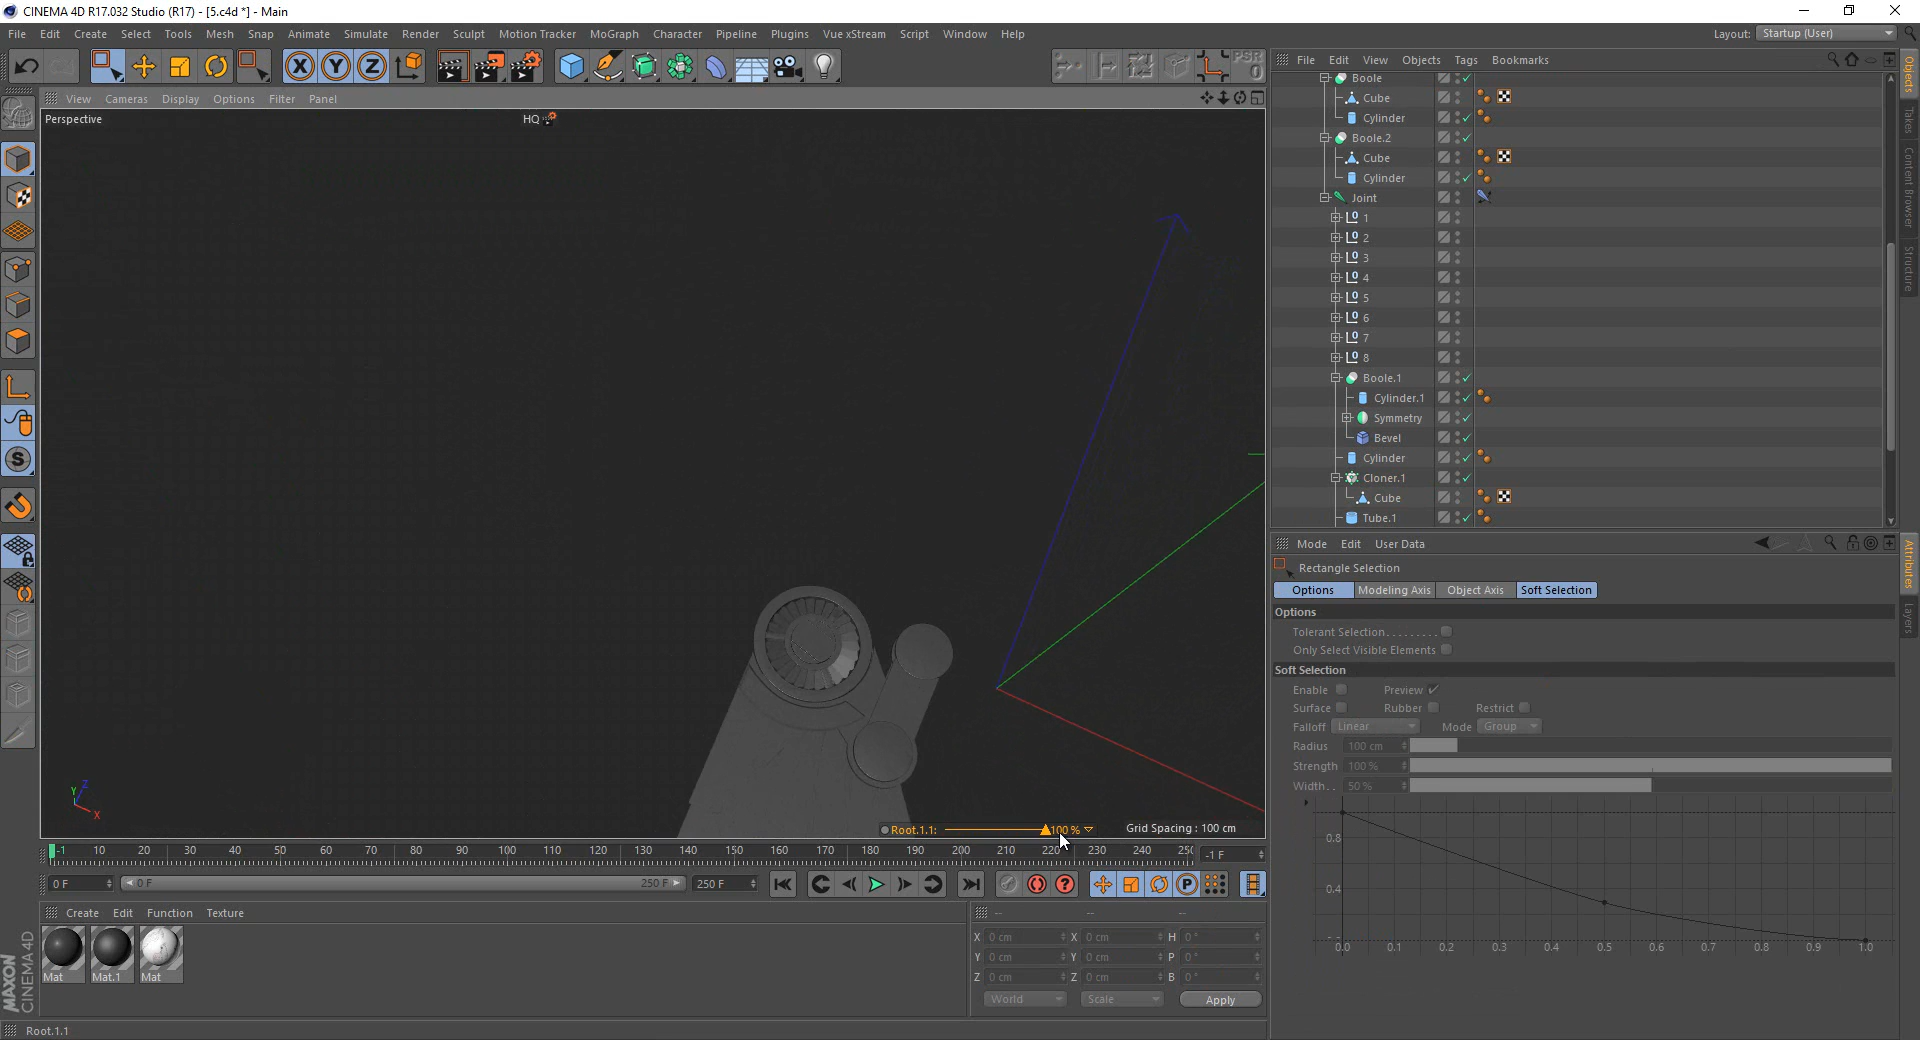 CINEMA 4D R17.032 Studio (R17) - [5.c4d *] - Main
File Edit Create Select Tools Mesh Snap Animate Simulate Render Sculpt Motion Tracker MoGraph Character Pipeline Plugins Vue xStream Script Window Help
Layout: Startup (User)
X Y Z PSR 0
File Edit View Objects Tags Bookmarks
View Cameras Display Options Filter Panel
Perspective
HQ
Boole
Cube
Cylinder
Boole.2
Cube
Cylinder
Joint
1
2
3
4
5
6
7
8
Boole.1
Cylinder.1
Symmetry
Bevel
Cylinder
Cloner.1
Cube
Tube.1
Objects
Takes
Content Browser
Structure
Mode Edit User Data
Rectangle Selection
Options Modeling Axis Object Axis Soft Selection
Options
Tolerant Selection.........
Only Select Visible Elements
Soft Selection
Enable Preview
Surface Rubber Restrict
Falloff Linear Mode Group
Radius 100 cm
Strength 100 %
Width.. 50 %
0.8
0.4
0.0 0.1 0.2 0.3 0.4 0.5 0.6 0.7 0.8 0.9 1.0
Attributes
Layers
Z
Y
X
Root.1.1: 100 %
Grid Spacing : 100 cm
-1 10 20 30 40 50 60 70 80 90 100 110 120 130 140 150 160 170 180 190 200 210 220 230 240 250
-1 F
0 F 0 F 250 F 250 F
Create Edit Function Texture
-- -- --
Mat Mat.1 Mat
X 0 cm X 0 cm H 0 °
Y 0 cm Y 0 cm P 0 °
Z 0 cm Z 0 cm B 0 °
World Scale Apply
MAXON
CINEMA 4D
Root.1.1